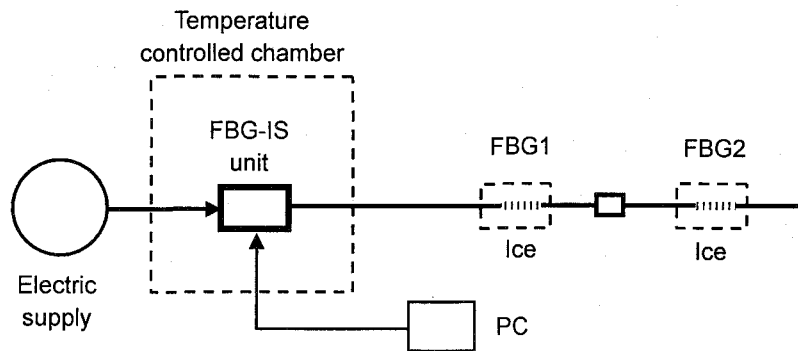 Temperature
controlled chamber
FBG-IS
unit
FBG1
FBG2
Ice
Ice
Electric
supply
PC